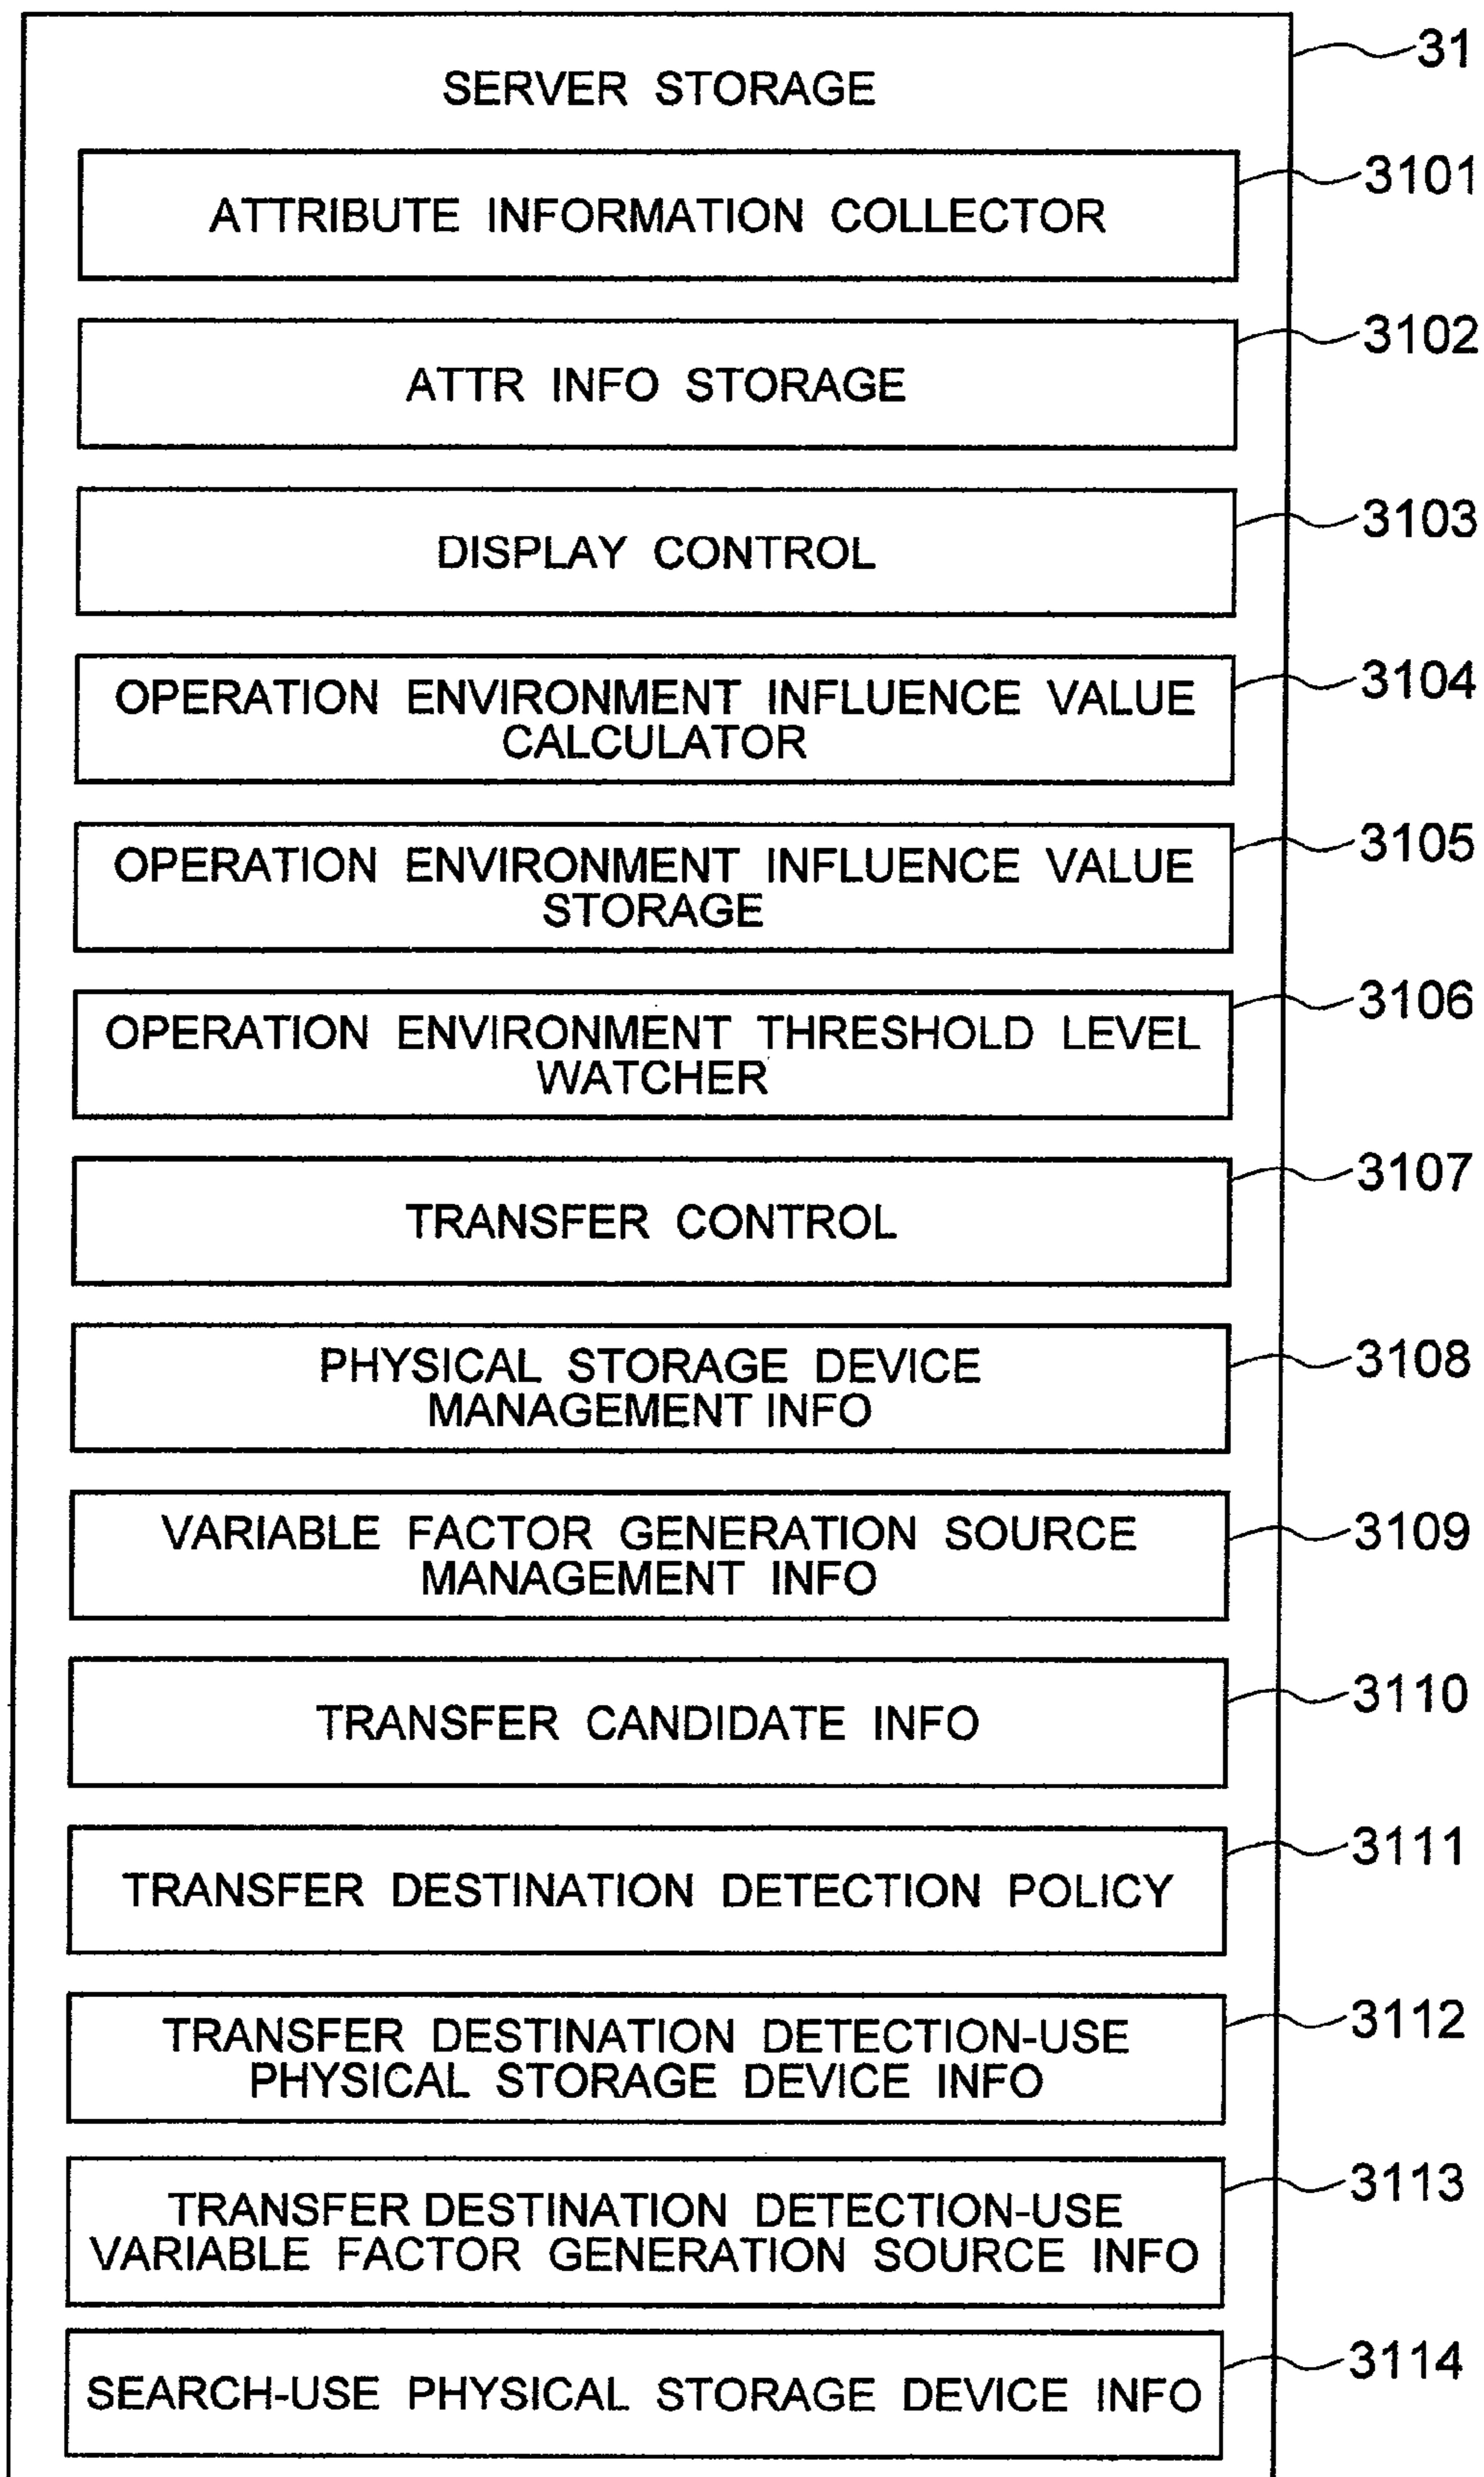 31
SERVER STORAGE
3101
ATTRIBUTE INFORMATION COLLECTOR
3102
ATTR INFO STORAGE
3103
DISPLAY CONTROL
3104
OPERATION ENVIRONMENT INFLUENCE VALUE
CALCULATOR
3105
OPERATION ENVIRONMENT INFLUENCE VALUE
STORAGE
3106
OPERATION ENVIRONMENT THRESHOLD LEVEL
WATCHER
3107
TRANSFER CONTROL
3108
PHYSICAL STORAGE DEVICE
MANAGEMENT INFO
3109
VARIABLE FACTOR GENERATION SOURCE
MANAGEMENT INFO
3110
TRANSFER CANDIDATE INFO
3111
TRANSFER DESTINATION DETECTION POLICY
3112
TRANSFER DESTINATION DETECTION-USE
PHYSICAL STORAGE DEVICE INFO
3113
TRANSFER DESTINATION DETECTION-USE
VARIABLE FACTOR GENERATION SOURCE INFO
3114
SEARCH-USE PHYSICAL STORAGE DEVICE INFO